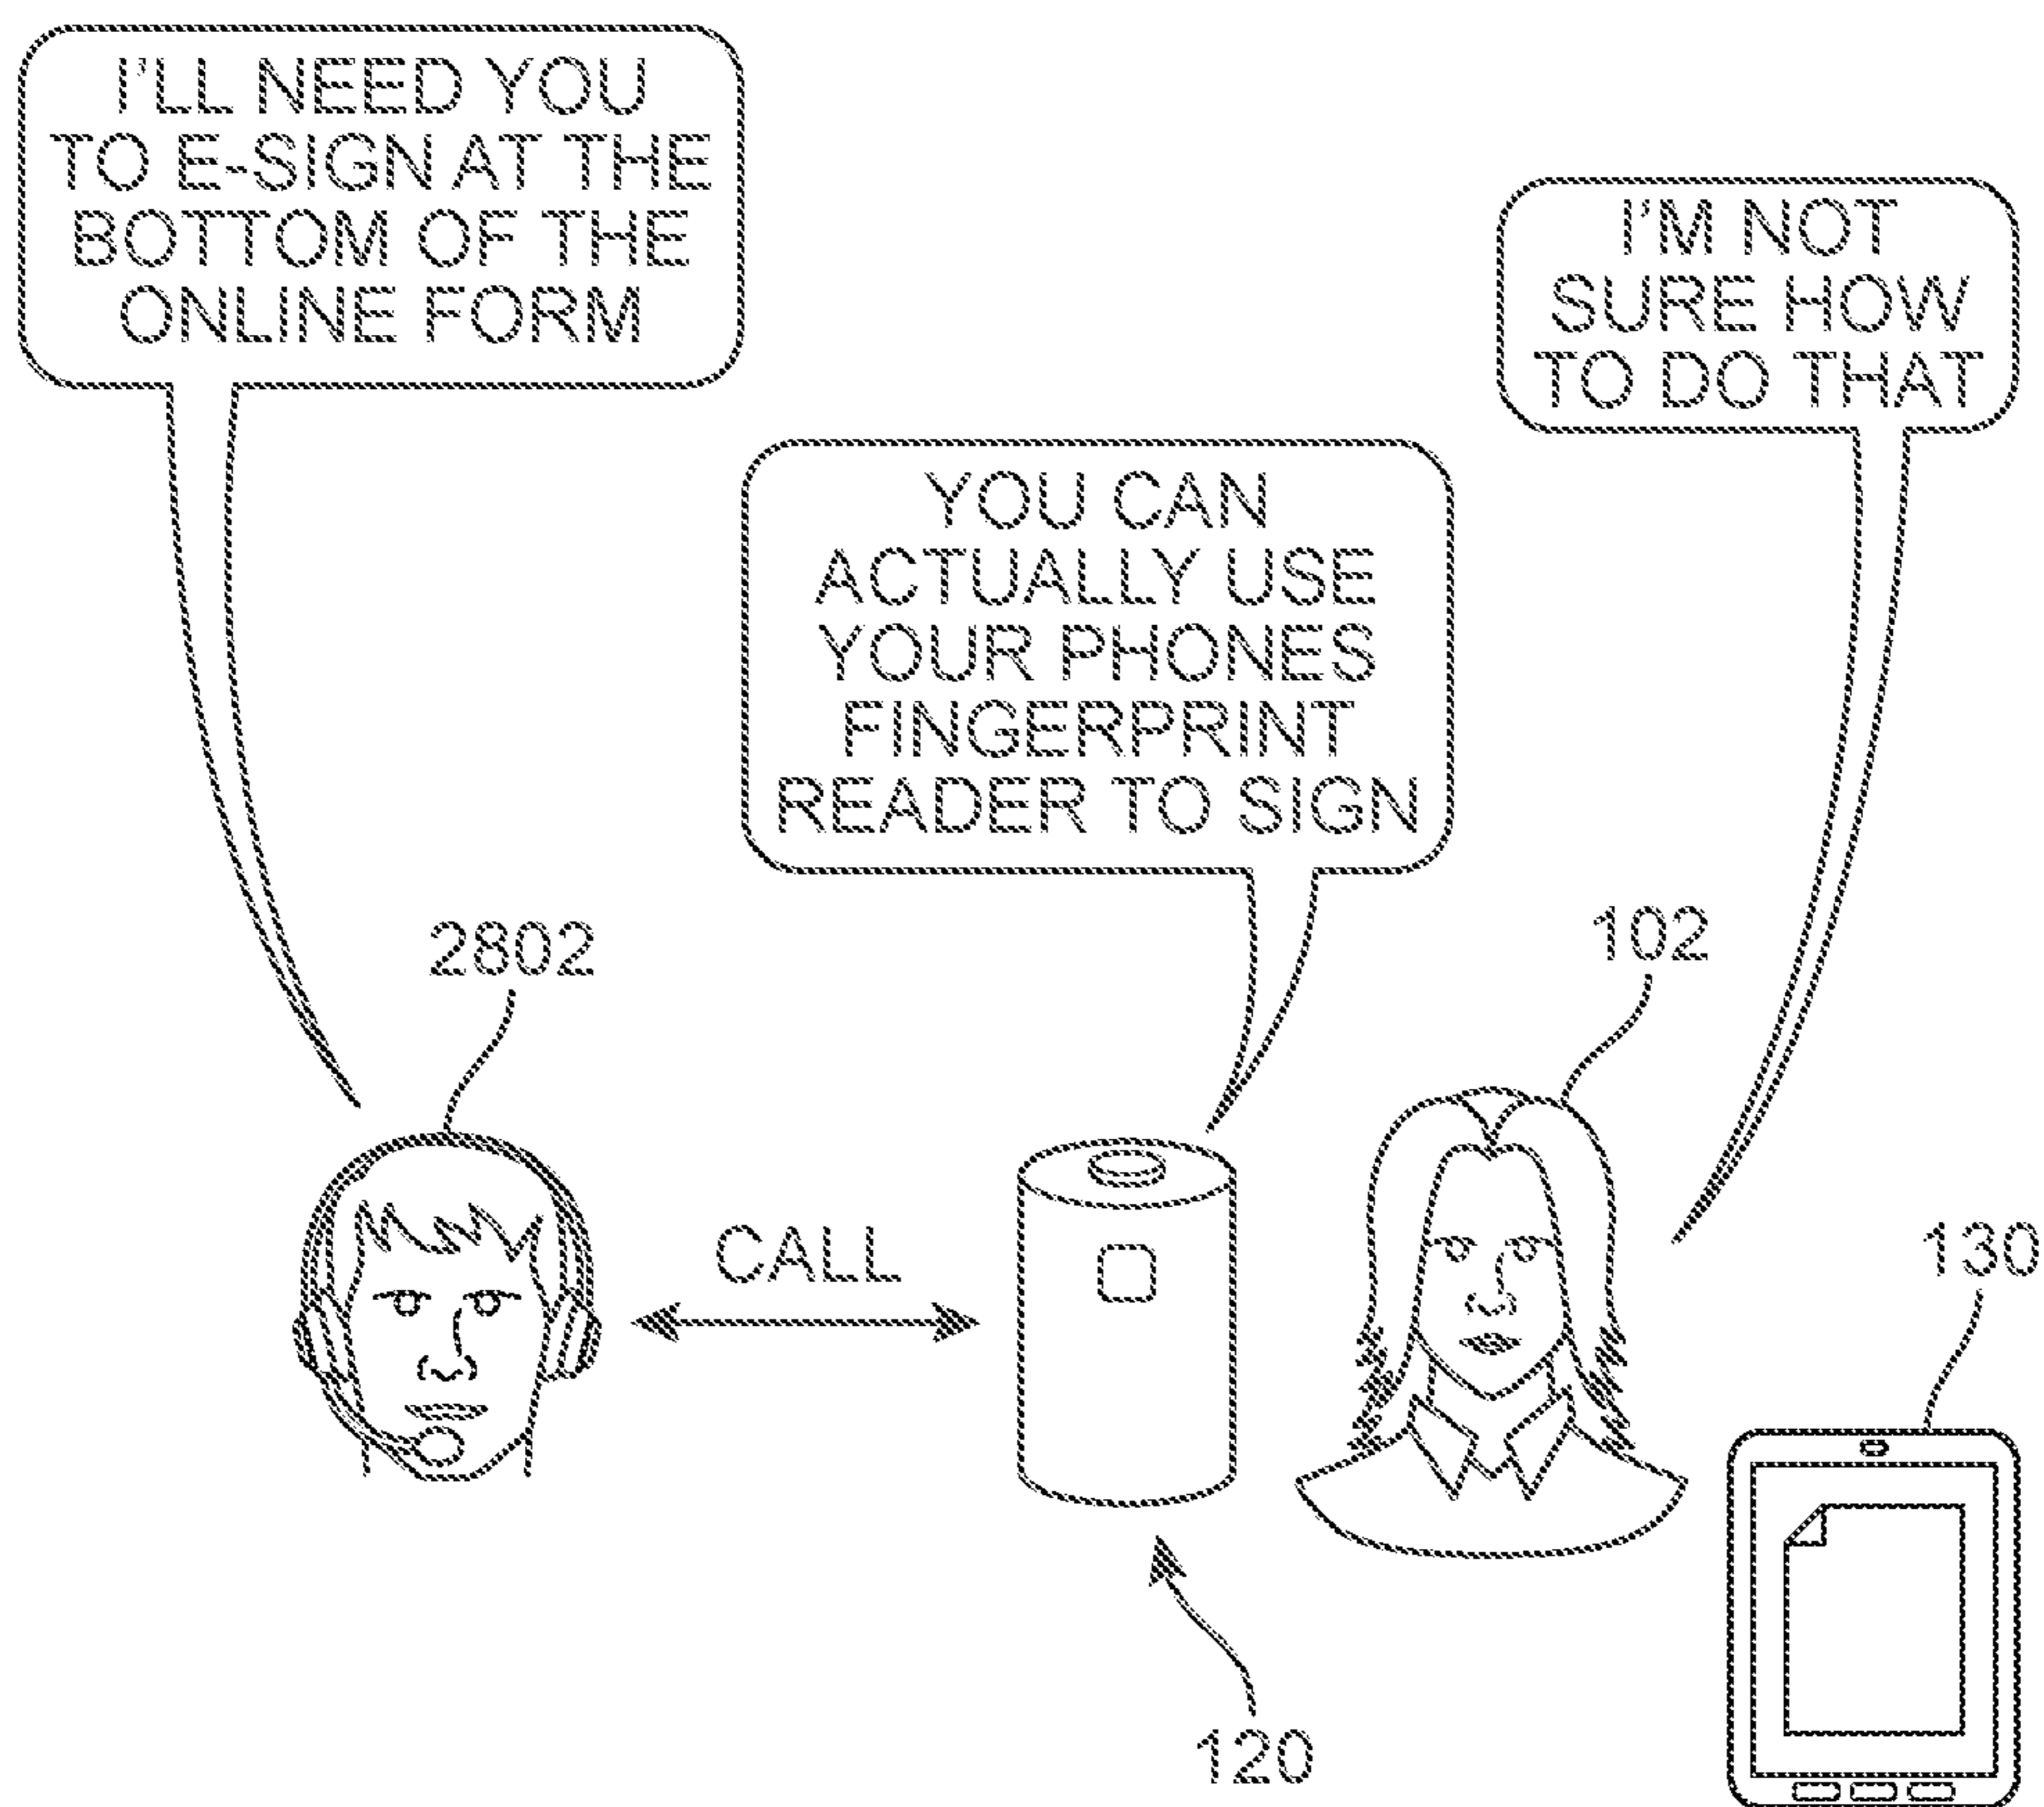 I'LL NEED YOU
TO E-SIGN AT THE
BOTTOM OF THE
ONLINE FORM
I'M NOT
SURE HOW
TO DO THAT
YOU CAN
ACTUALLY USE
YOUR PHONES
FINGERPRINT
READER TO SIGN
2802
102
CALL
130
120